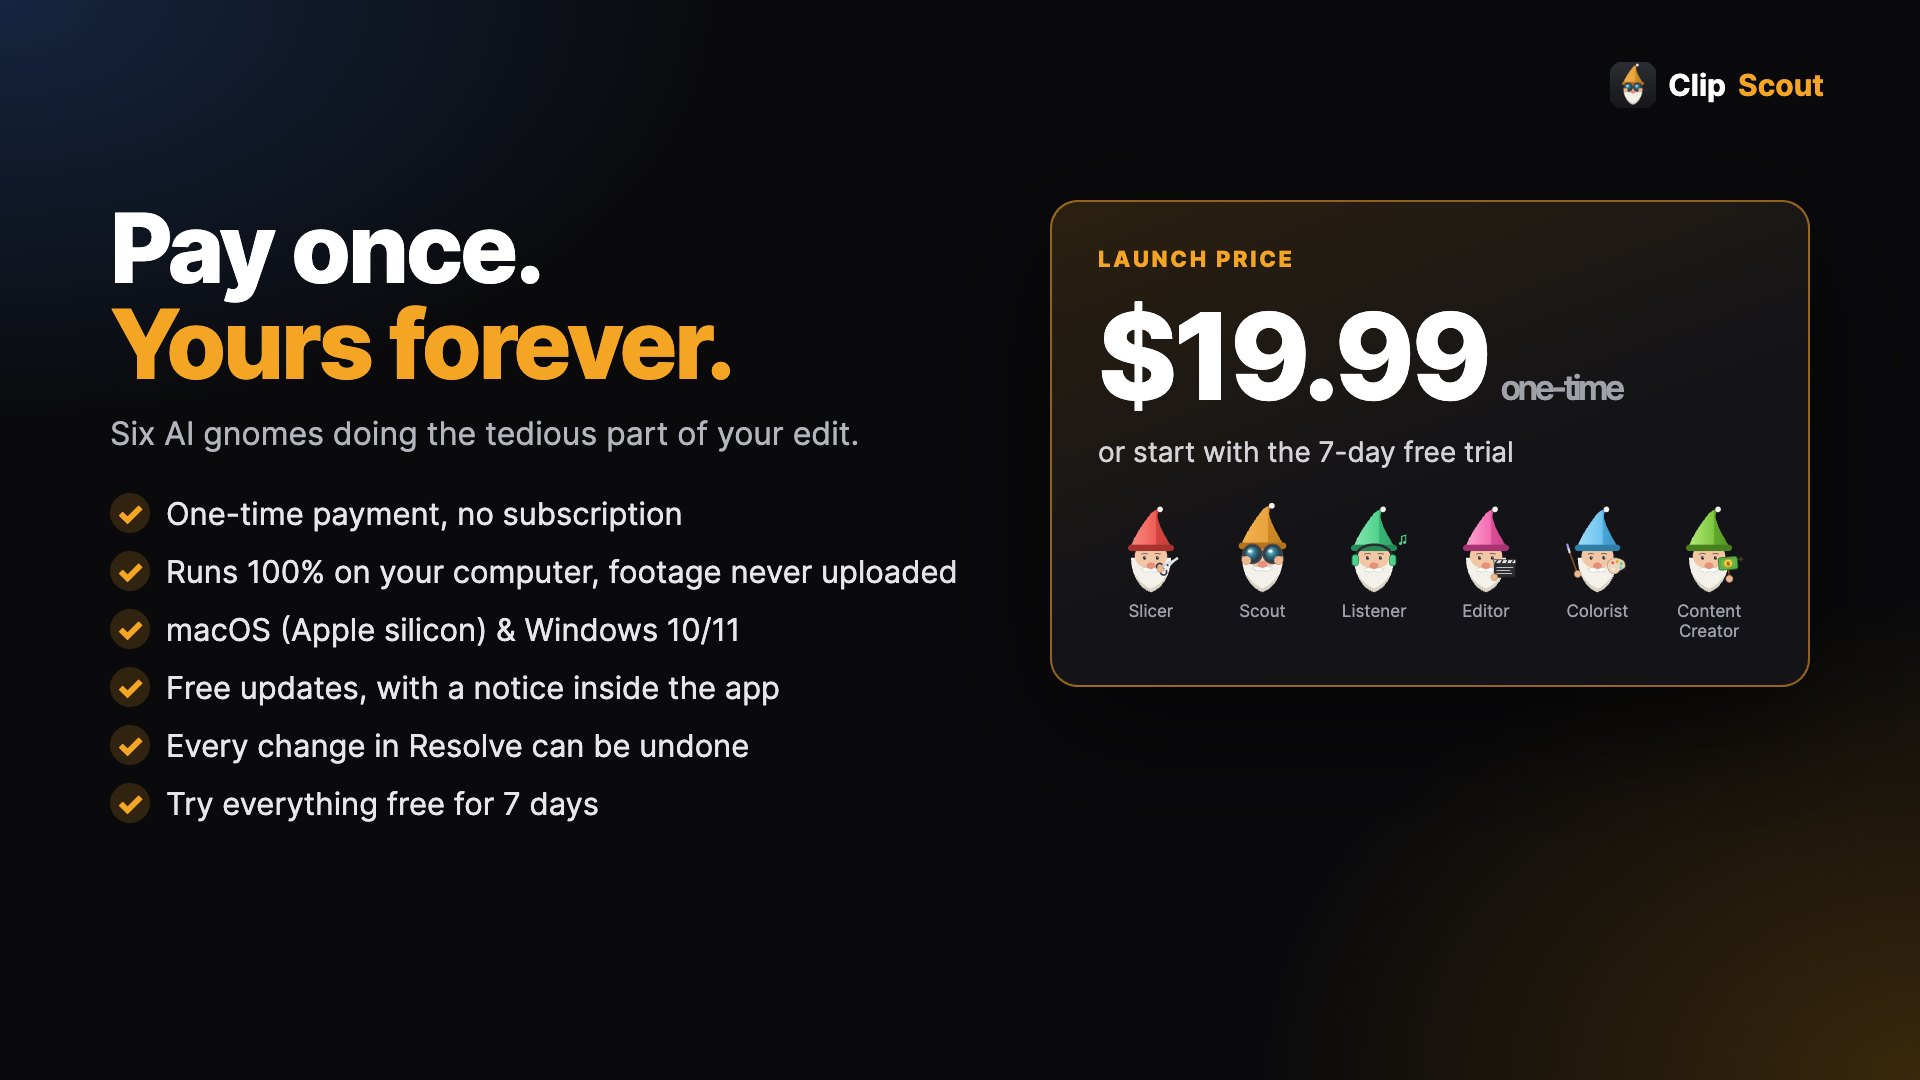 Clip Scout
Pay once.
Yours forever.
Six AI gnomes doing the tedious part of your edit.
One-time payment, no subscription
Runs 100% on your computer, footage never uploaded
macOS (Apple silicon) & Windows 10/11
Free updates, with a notice inside the app
Every change in Resolve can be undone
Try everything free for 7 days
LAUNCH PRICE
$19.99 one-time
or start with the 7-day free trial
Slicer
Scout
Listener
Editor
Colorist
Content
Creator